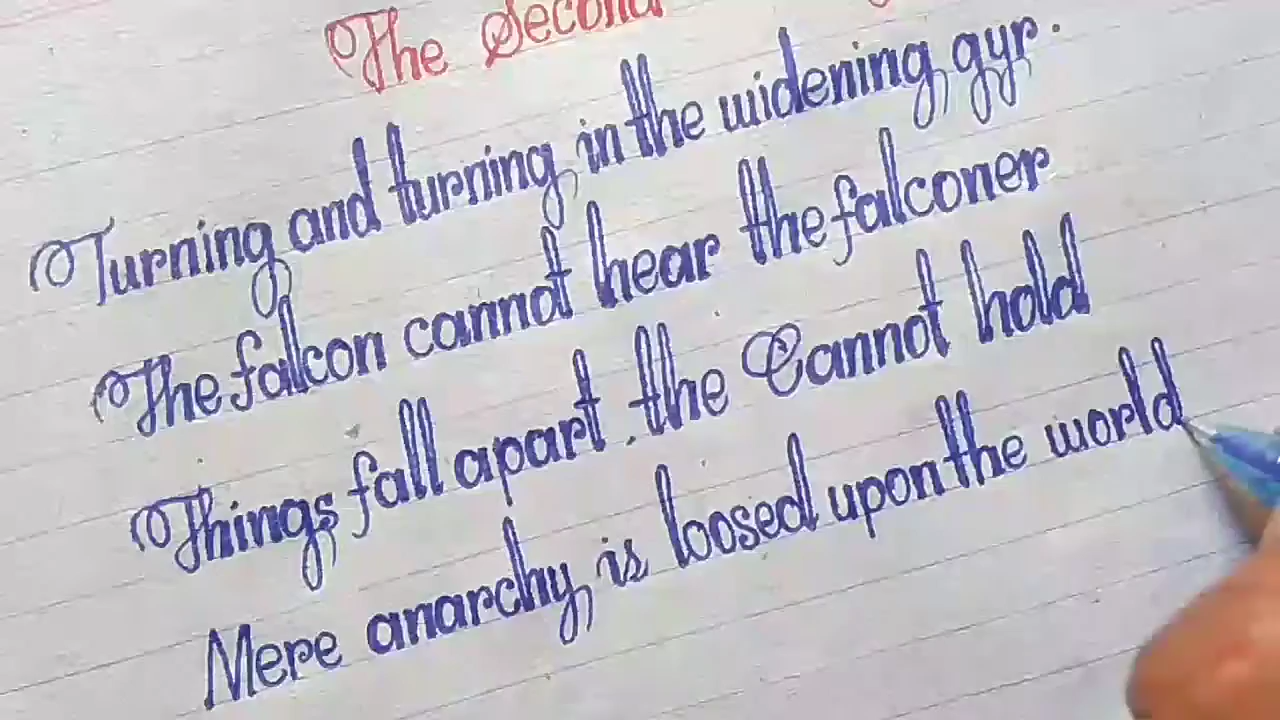 The Second
Turning and turning in the widening gyr.
The falcon cannot hear the falconer
Things fall apart . the Cannot hold
Mere anarchy is loosed upon the world